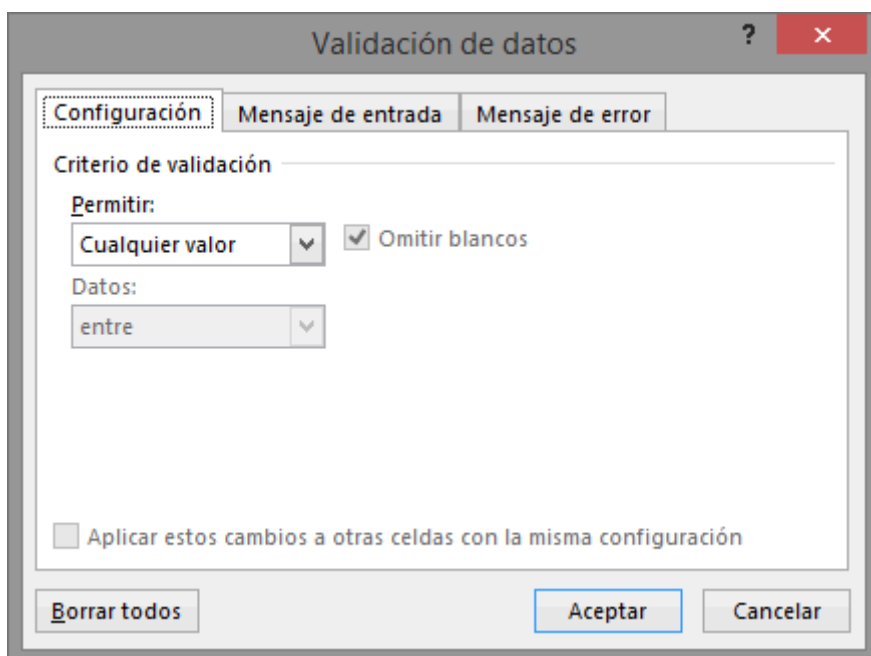 Validación de datos ?
Configuración Mensaje de entrada Mensaje de error
Criterio de validación
Permitir:
Cualquier valor Omitir blancos
Datos:
entre
Aplicar estos cambios a otras celdas con la misma configuración
Borrar todos Aceptar Cancelar